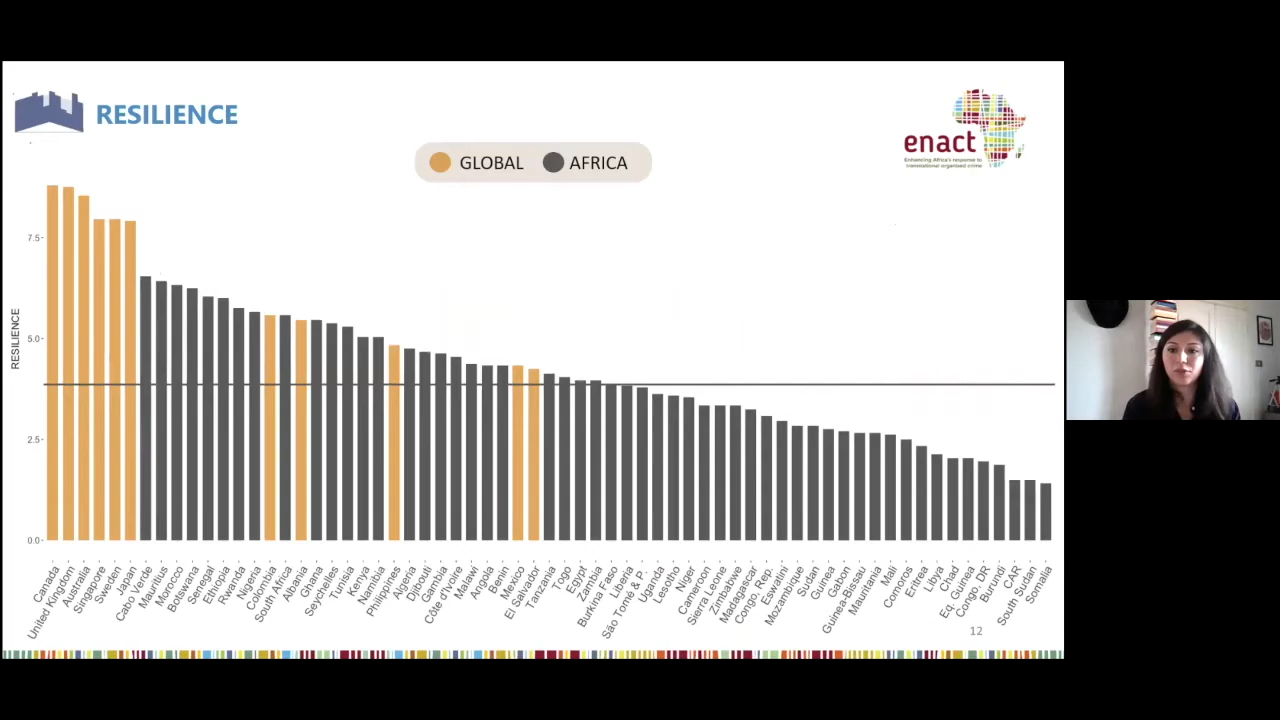 RESILIENCE
enact
Enhancing Africa's response to
transnational organised crime
GLOBAL
AFRICA
7.5
5.0
2.5
0.0
RESILIENCE
Canada
United Kingdom
Australia
Singapore
Sweden
Japan
Cabo Verde
Mauritius
Morocco
Botswana
Senegal
Ethiopia
Rwanda
Nigeria
Colombia
South Africa
Albania
Ghana
Seychelles
Tunisia
Kenya
Namibia
Philippines
Algeria
Djibouti
Gambia
Côte d'Ivoire
Malawi
Angola
Benin
Mexico
El Salvador
Tanzania
Togo
Egypt
Zambia
Burkina Faso
Liberia
São Tomé & P.
Uganda
Lesotho
Niger
Cameroon
Sierra Leone
Zimbabwe
Madagascar
Congo, Rep.
Eswatini
Mozambique
Sudan
Guinea
Gabon
Guinea-Bissau
Mauritania
Mali
Comoros
Eritrea
Libya
Chad
Eq. Guinea
Congo, DR
Burundi
CAR
South Sudan
Somalia
12